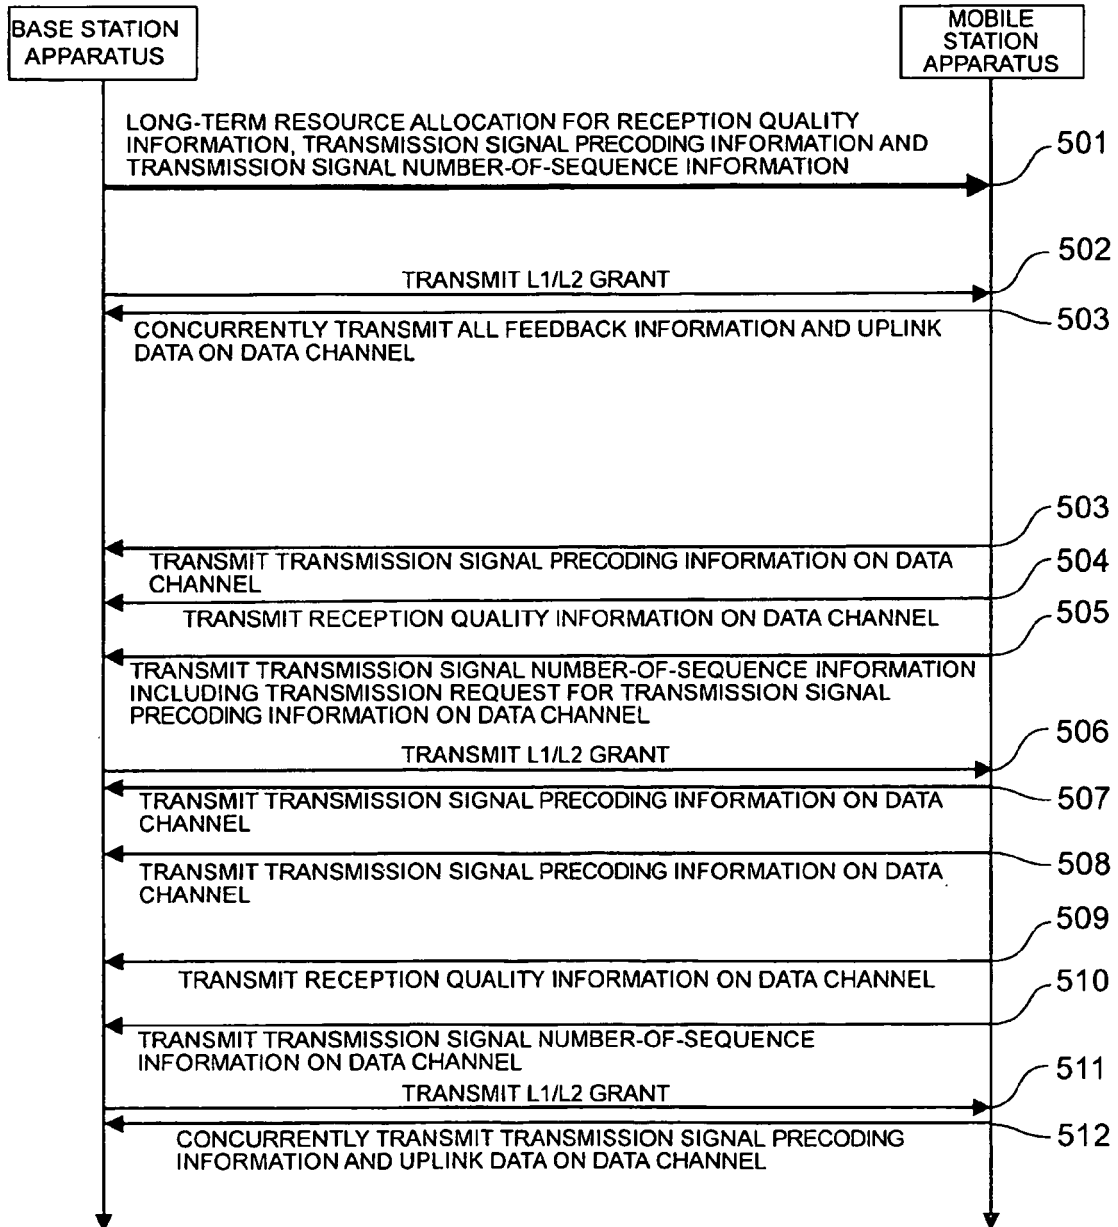 BASE STATION
APPARATUS
MOBILE
STATION
APPARATUS
LONG-TERM RESOURCE ALLOCATION FOR RECEPTION QUALITY
INFORMATION, TRANSMISSION SIGNAL PRECODING INFORMATION AND
TRANSMISSION SIGNAL NUMBER-OF-SEQUENCE INFORMATION
501
502
TRANSMIT L1/L2 GRANT
503
CONCURRENTLY TRANSMIT ALL FEEDBACK INFORMATION AND UPLINK
DATA ON DATA CHANNEL
503
TRANSMIT TRANSMISSION SIGNAL PRECODING INFORMATION ON DATA
CHANNEL
504
TRANSMIT RECEPTION QUALITY INFORMATION ON DATA CHANNEL
505
TRANSMIT TRANSMISSION SIGNAL NUMBER-OF-SEQUENCE INFORMATION
INCLUDING TRANSMISSION REQUEST FOR TRANSMISSION SIGNAL
PRECODING INFORMATION ON DATA CHANNEL
506
TRANSMIT L1/L2 GRANT
507
TRANSMIT TRANSMISSION SIGNAL PRECODING INFORMATION ON DATA
CHANNEL
508
TRANSMIT TRANSMISSION SIGNAL PRECODING INFORMATION ON DATA
CHANNEL
509
TRANSMIT RECEPTION QUALITY INFORMATION ON DATA CHANNEL
510
TRANSMIT TRANSMISSION SIGNAL NUMBER-OF-SEQUENCE
INFORMATION ON DATA CHANNEL
511
TRANSMIT L1/L2 GRANT
512
CONCURRENTLY TRANSMIT TRANSMISSION SIGNAL PRECODING
INFORMATION AND UPLINK DATA ON DATA CHANNEL